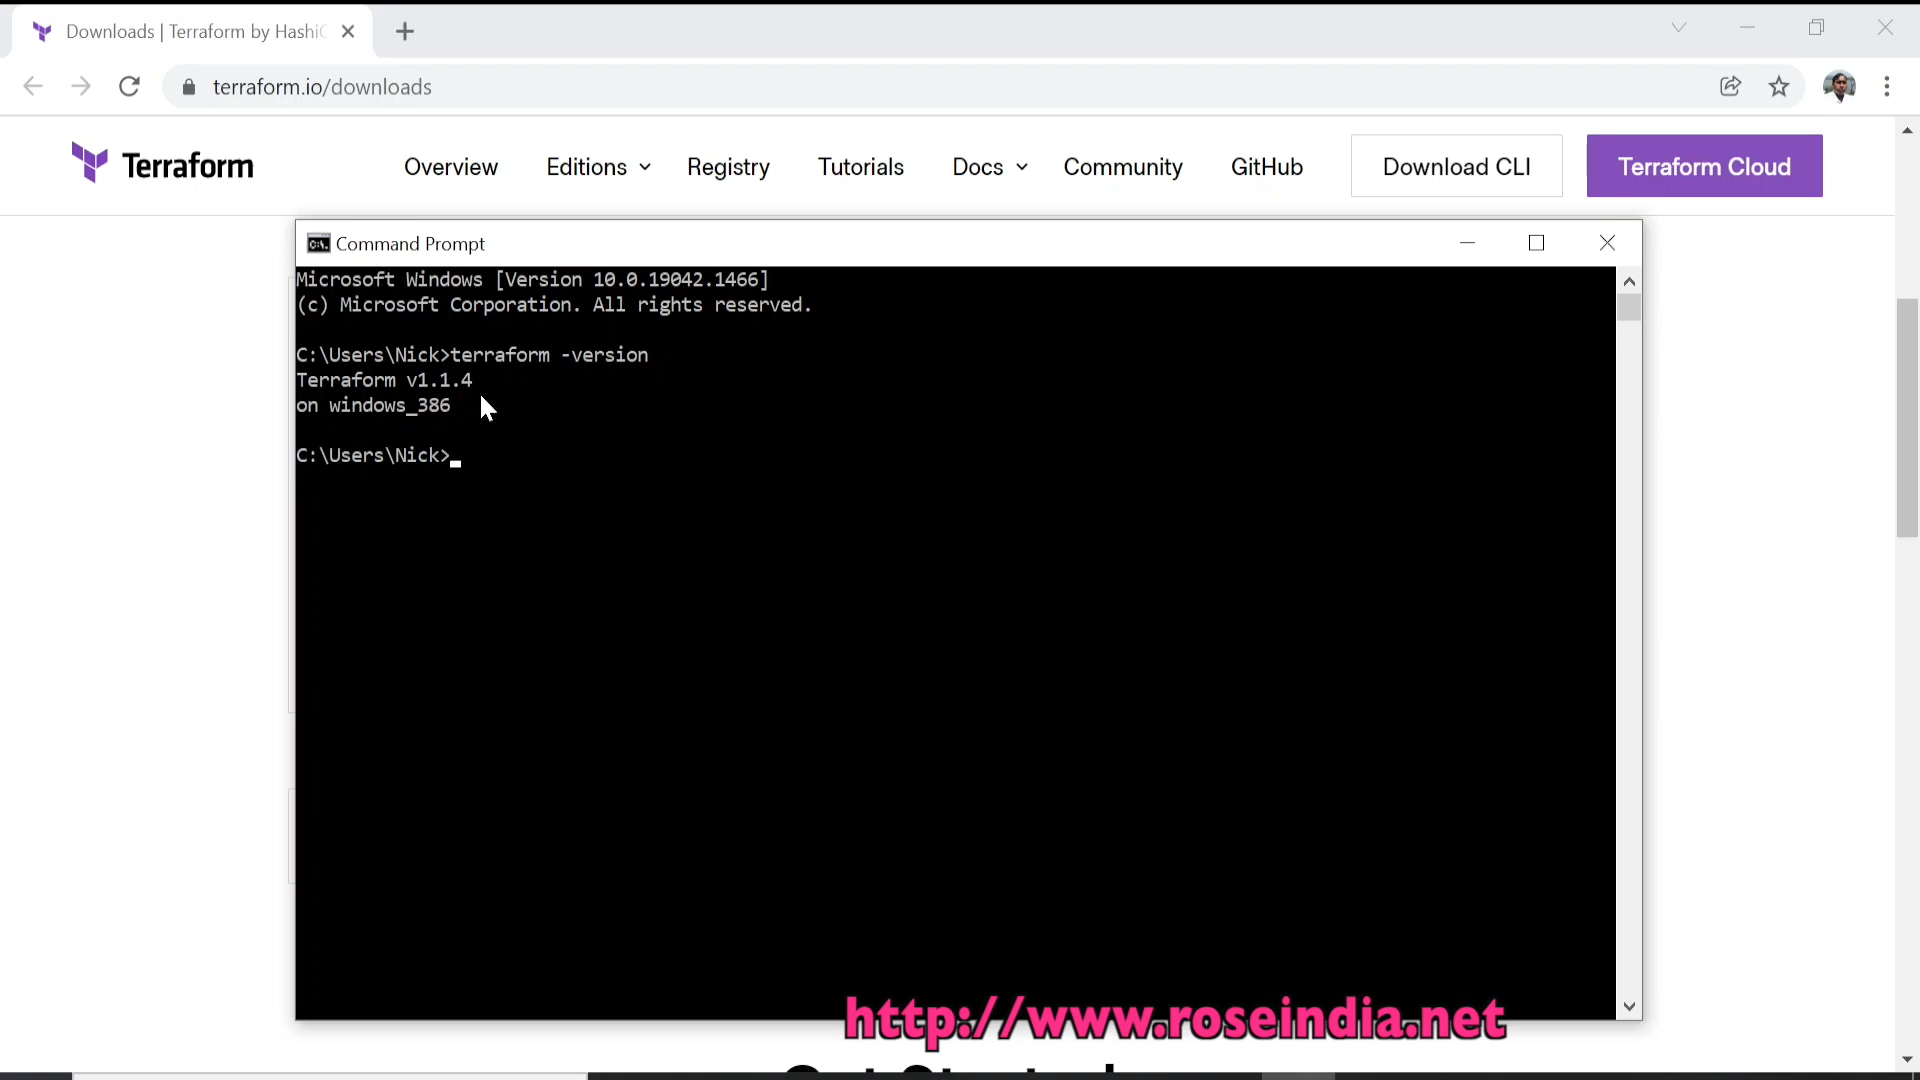 Downloads | Terraform by HashiC
terraform.io/downloads
Terraform
Overview
Editions
Registry
Tutorials
Docs
Community
GitHub
Download CLI
Terraform Cloud
Command Prompt
Microsoft Windows [Version 10.0.19042.1466]
(c) Microsoft Corporation. All rights reserved.
C:\Users\Nick>terraform -version
Terraform v1.1.4
on windows_386
C:\Users\Nick>
http://www.roseindia.net